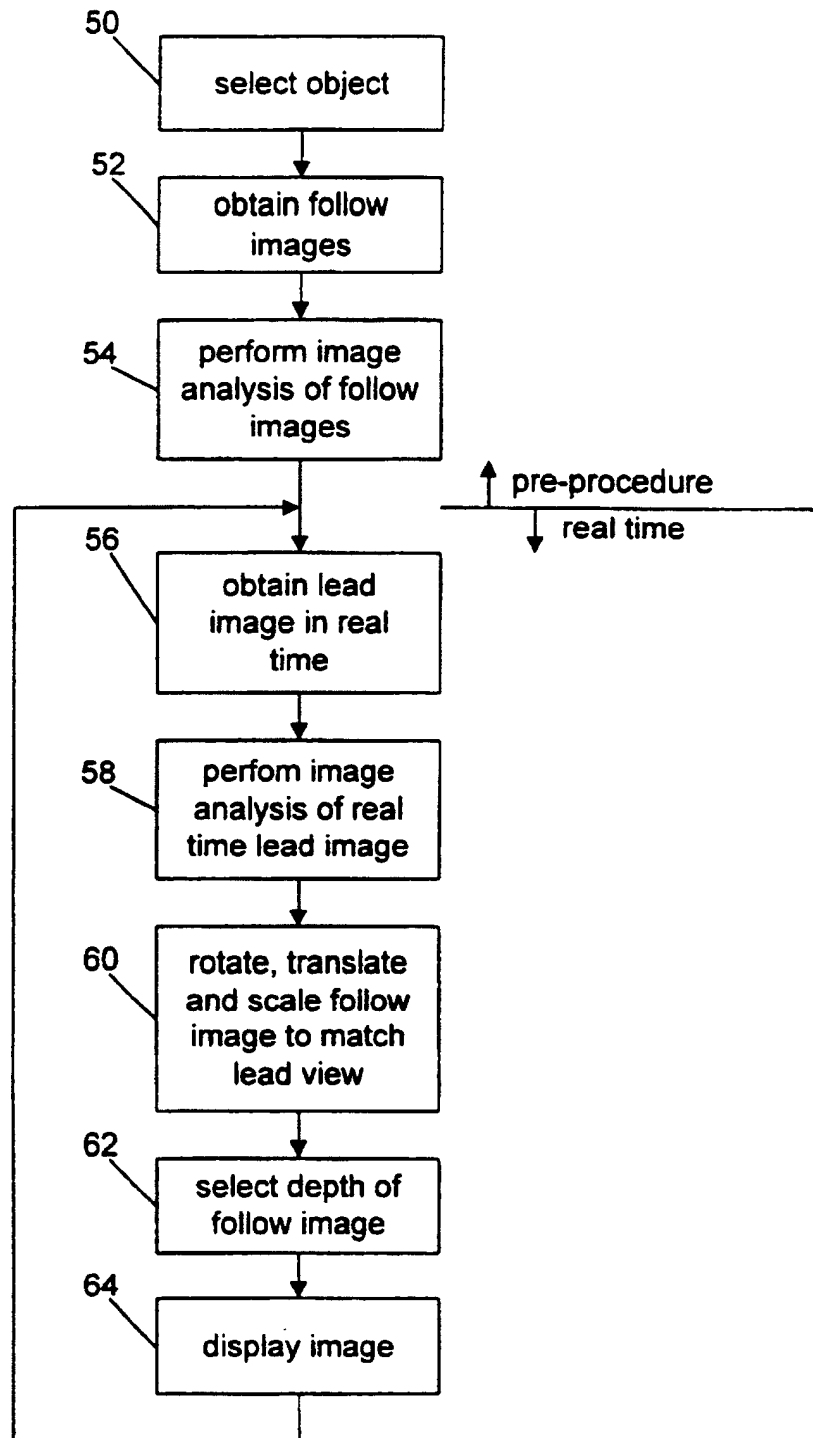 50
select object
52
obtain follow
images
54
perform image
analysis of follow
images
pre-procedure
real time
56
obtain lead
image in real
time
58
perfom image
analysis of real
time lead image
60
rotate, translate
and scale follow
image to match
lead view
62
select depth of
follow image
64
display image